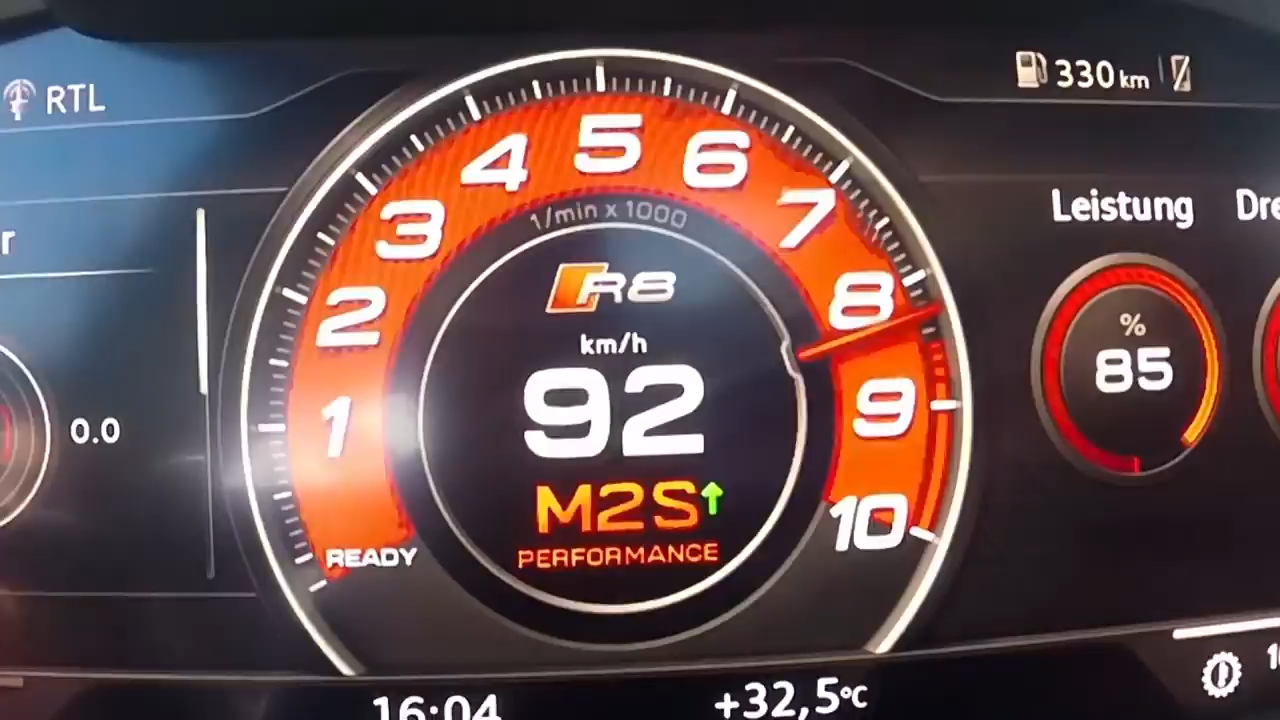 RTL
330 km
1
2
3
4
5
6
7
8
9
10
1/min x 1000
R8
km/h
92
M2S↑
PERFORMANCE
READY
0.0
Leistung
%
85
16:04
+32,5°C